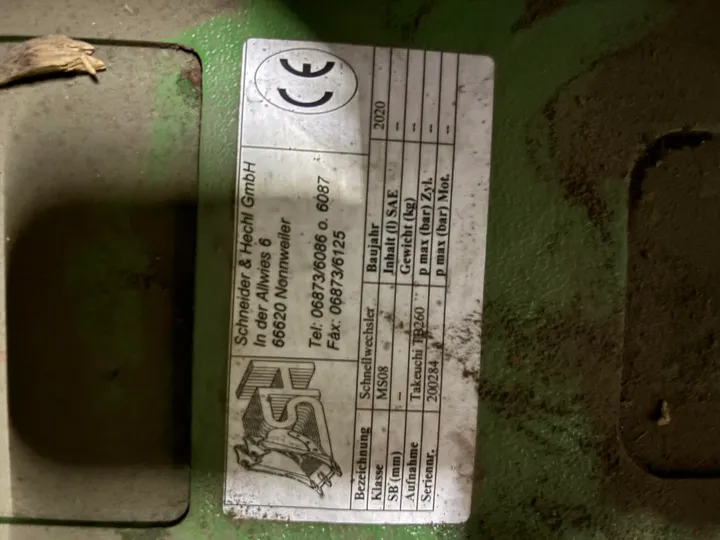 Schneider & Hechl GmbH
In der Allwies 6
66620 Nonnweiler
Tel: 06873/6086 o. 6087
Fax: 06873/6125
CE
SH
Bezeichnung Schnellwechsler Baujahr 2020
Klasse MS08 Inhalt (l) SAE --
SB (mm) -- Gewicht (kg) --
Aufnahme Takeuchi TB260 p max (bar) Zyl. --
Seriennr. 200284 p max (bar) Mot. --